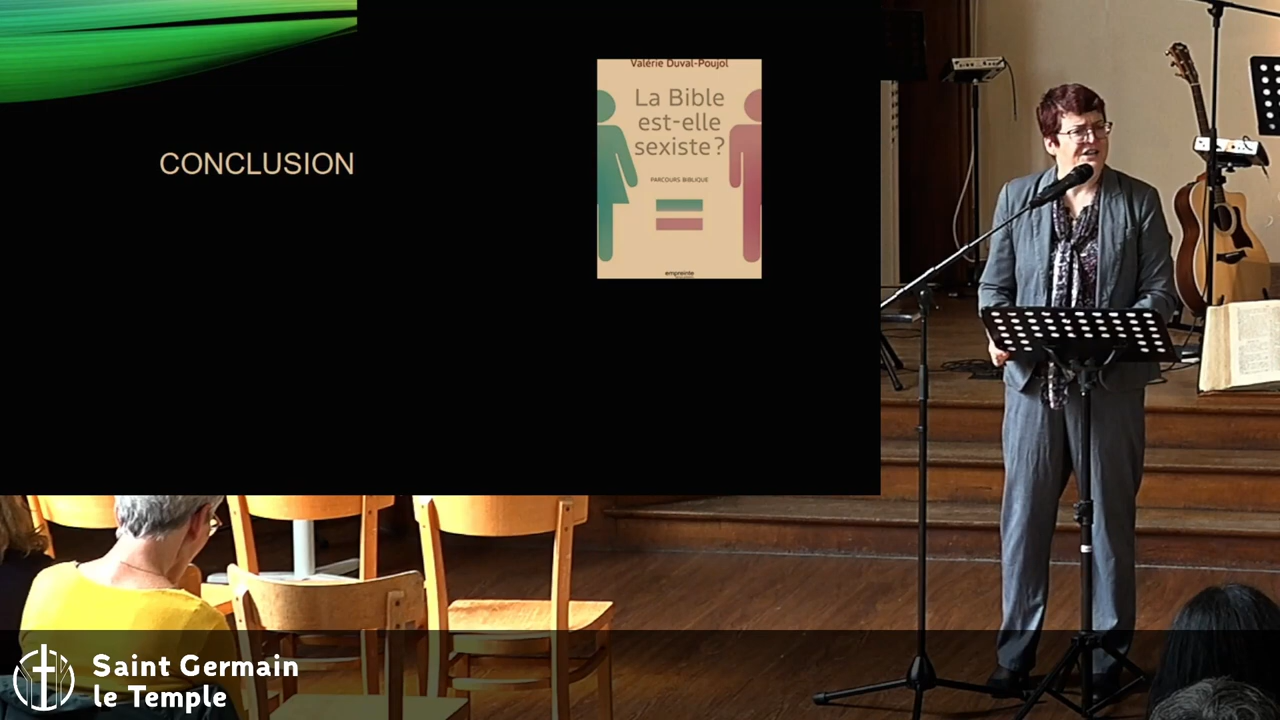 CONCLUSION
Valérie Duval-Poujol
La Bible
est-elle
sexiste ?
PARCOURS BIBLIQUE
empreinte
Saint Germain
le Temple